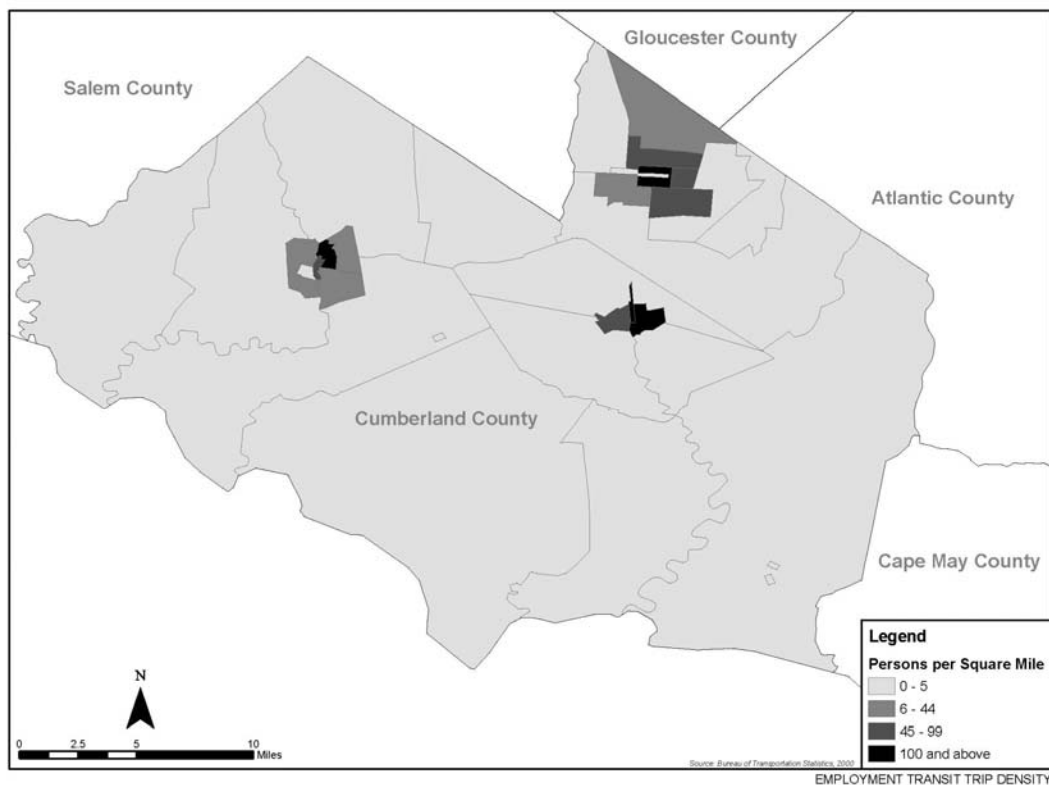 Gloucester County
Salem County
Atlantic County
Cumberland County
Cape May County
Legend
Persons per Square Mile
0 - 5
6 - 44
45 - 99
100 and above
N
0 2.5 5 10
Miles
Source: Bureau of Transportation Statistics, 2000
EMPLOYMENT TRANSIT TRIP DENSITY